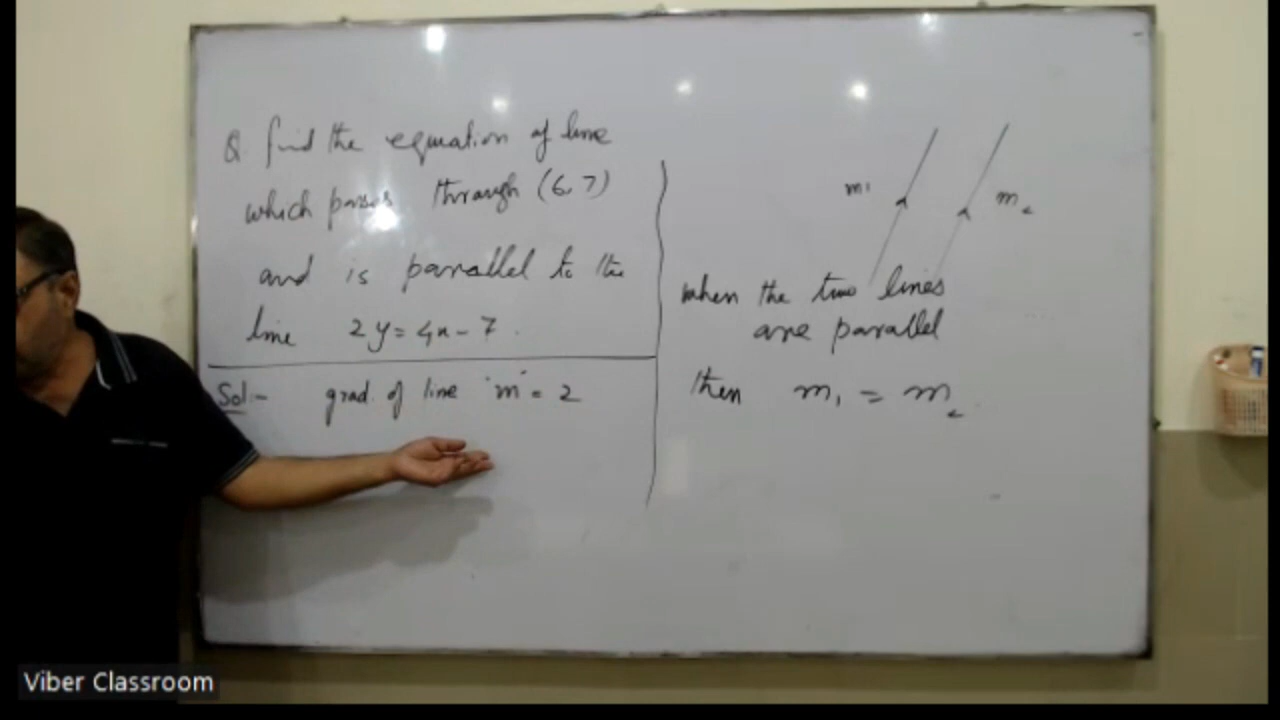 Q. find the equation of line
which passes through (6,7)
and is parallel to the
line 2y = 4x - 7.
Sol:- grad. of line "m" = 2
m1 m2
when the two lines
are parallel
then m1 = m2
Viber Classroom